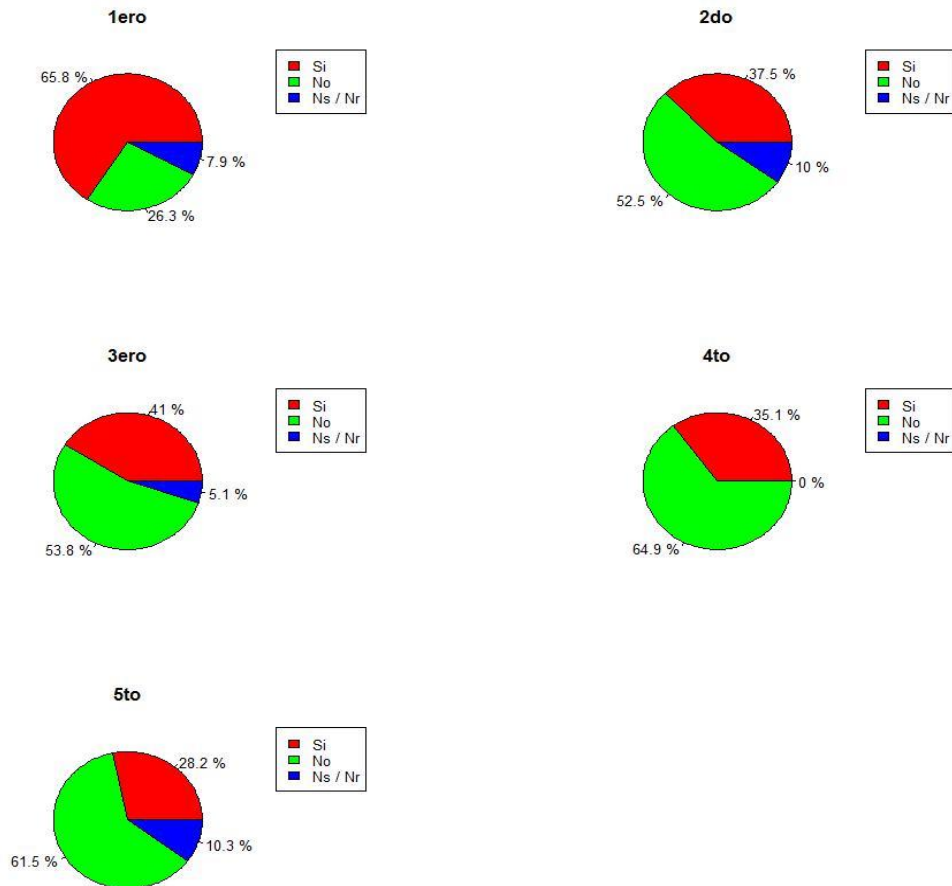 1ero
65.8 %
Si
No
Ns / Nr
7.9 %
26.3 %
2do
37.5 %
Si
No
Ns / Nr
10 %
52.5 %
3ero
41 %
Si
No
Ns / Nr
5.1 %
53.8 %
4to
35.1 %
Si
No
Ns / Nr
0 %
64.9 %
5to
28.2 %
Si
No
Ns / Nr
10.3 %
61.5 %